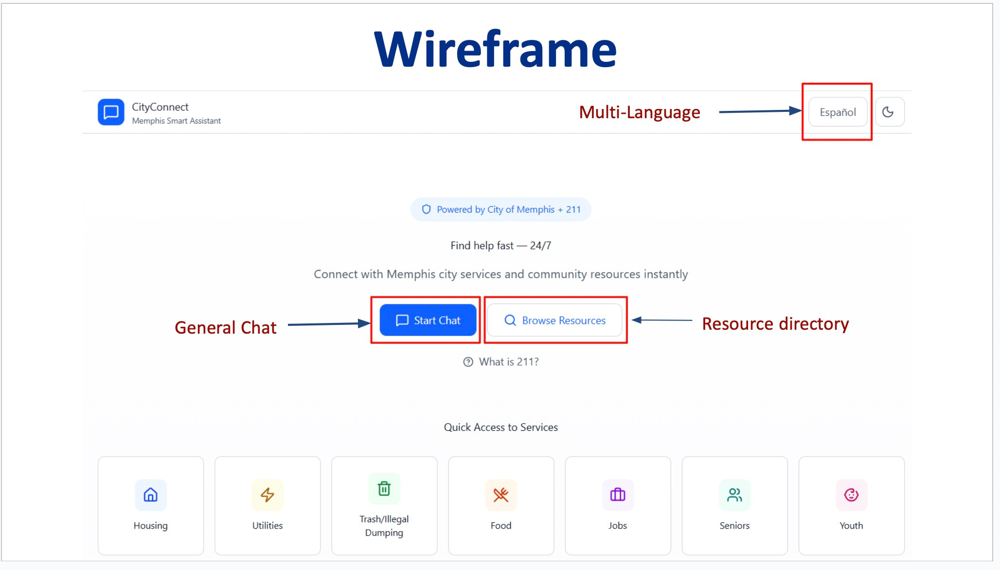 Wireframe
CityConnect
Memphis Smart Assistant
Multi-Language
Español
Powered by City of Memphis + 211
Find help fast — 24/7
Connect with Memphis city services and community resources instantly
General Chat
Start Chat
Browse Resources
Resource directory
What is 211?
Quick Access to Services
Housing
Utilities
Trash/Illegal
Dumping
Food
Jobs
Seniors
Youth